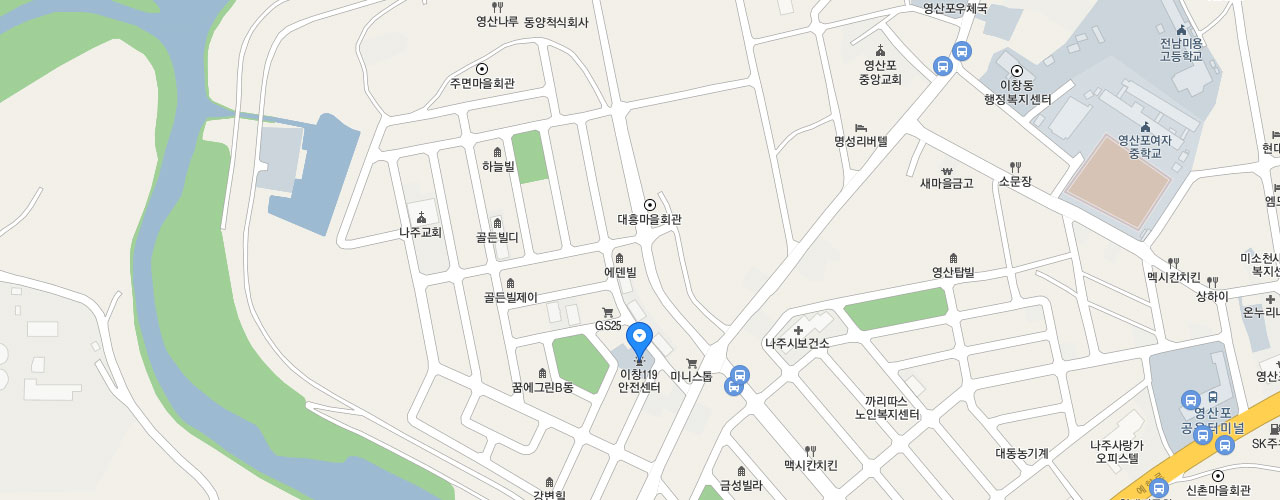 영산나루
동양척식회사
영산포우체국
주면마을회관
영산포
중앙교회
이창동
행정복지센터
전남미용
고등학교
하늘빌
명성리버텔
영산포여자
중학교
현대
새마을금고
소문장
나주교회
골든빌디
대흥마을회관
에덴빌
영산탑빌
멕시칸치킨
상하이
골든빌제이
GS25
나주시보건소
이창119
안전센터
미니스톱
꿈에그린B동
까리따스
노인복지센터
영산포
공용터미널
SK주
대동농기계
나주사랑가
오피스텔
맥시칸치킨
금성빌라
강변힐
신촌마을회관